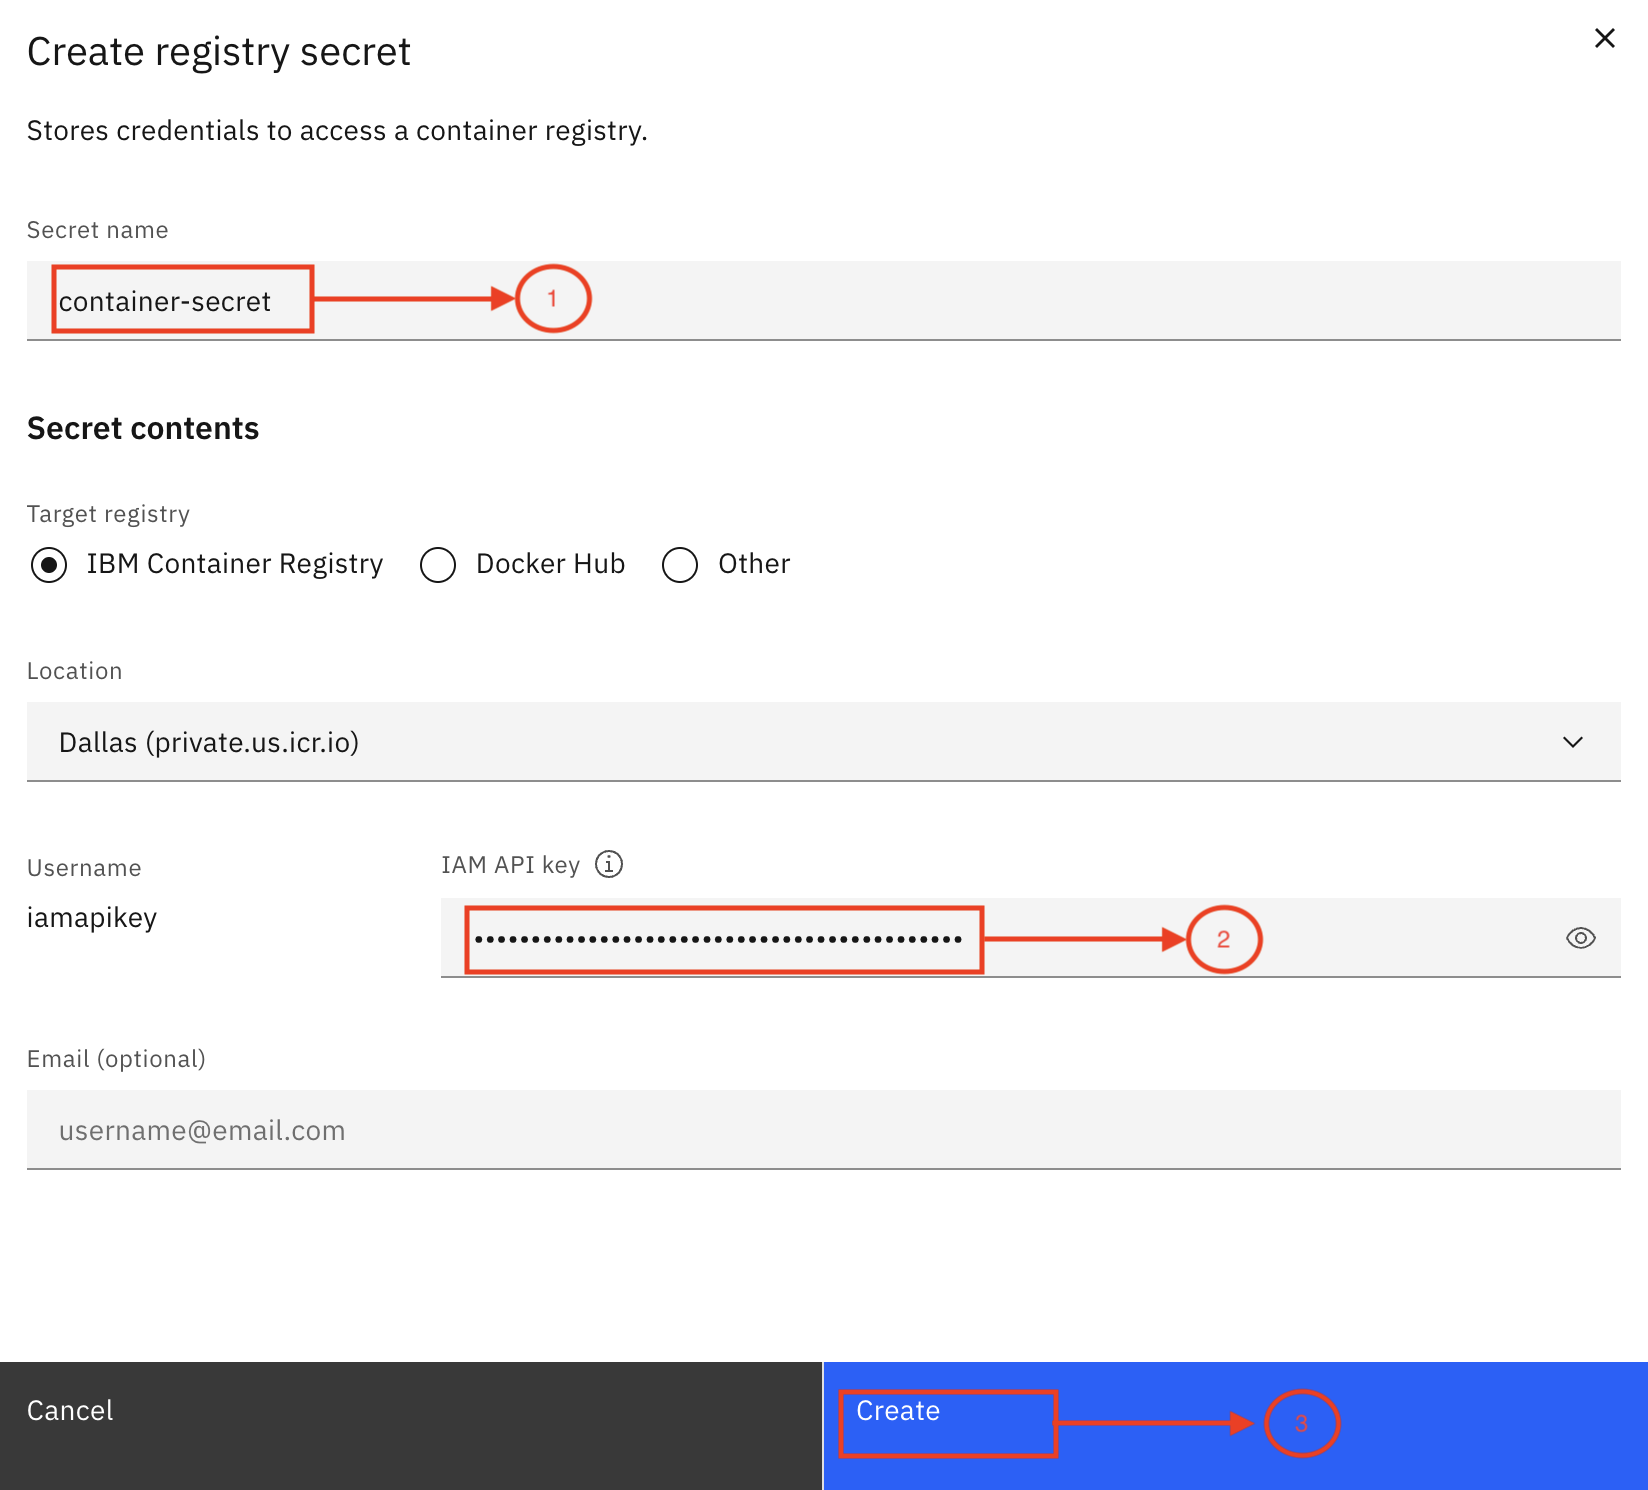 Create registry secret
Stores credentials to access a container registry.
Secret name
container-secret
1
Secret contents
Target registry
IBM Container Registry Docker Hub Other
Location
Dallas (private.us.icr.io)
Username
IAM API key
iamapikey
••••••••••••••••••••••••••••••••••••••••••••
2
Email (optional)
username@email.com
Cancel
Create
3